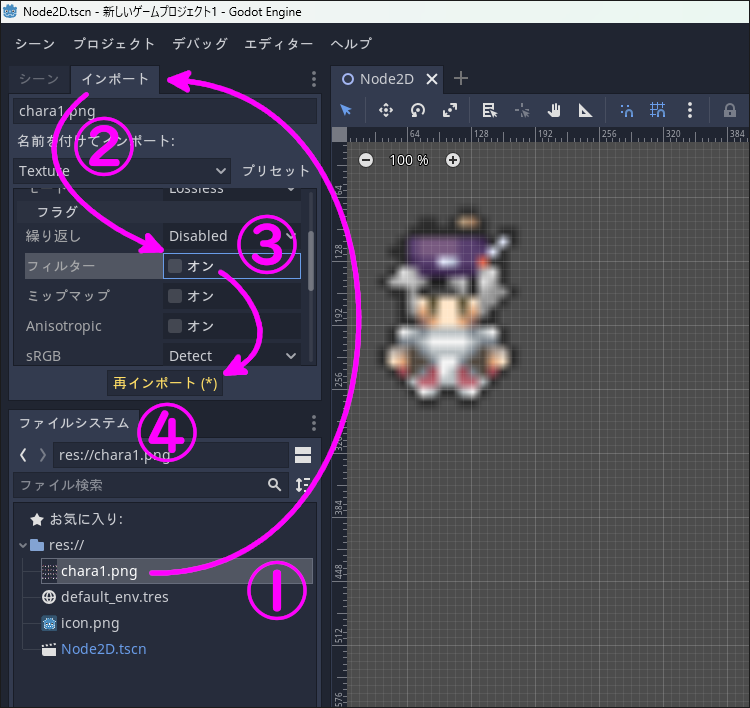 Node2D.tscn - 新しいゲームプロジェクト1 - Godot Engine
シーン プロジェクト デバッグ エディター ヘルプ
シーン インポート
Node2D
chara1.png
②
名前を付けてインポート:
Texture プリセット
64 128 192 256 320 384
100 %
モード Lossless
フラグ
繰り返し Disabled
③
フィルター オン
ミップマップ オン
Anisotropic オン
sRGB Detect
再インポート (*)
ファイルシステム
④
res://chara1.png
ファイル検索
お気に入り:
res://
chara1.png
①
default_env.tres
icon.png
Node2D.tscn
64
128
192
256
320
384
448
512
576